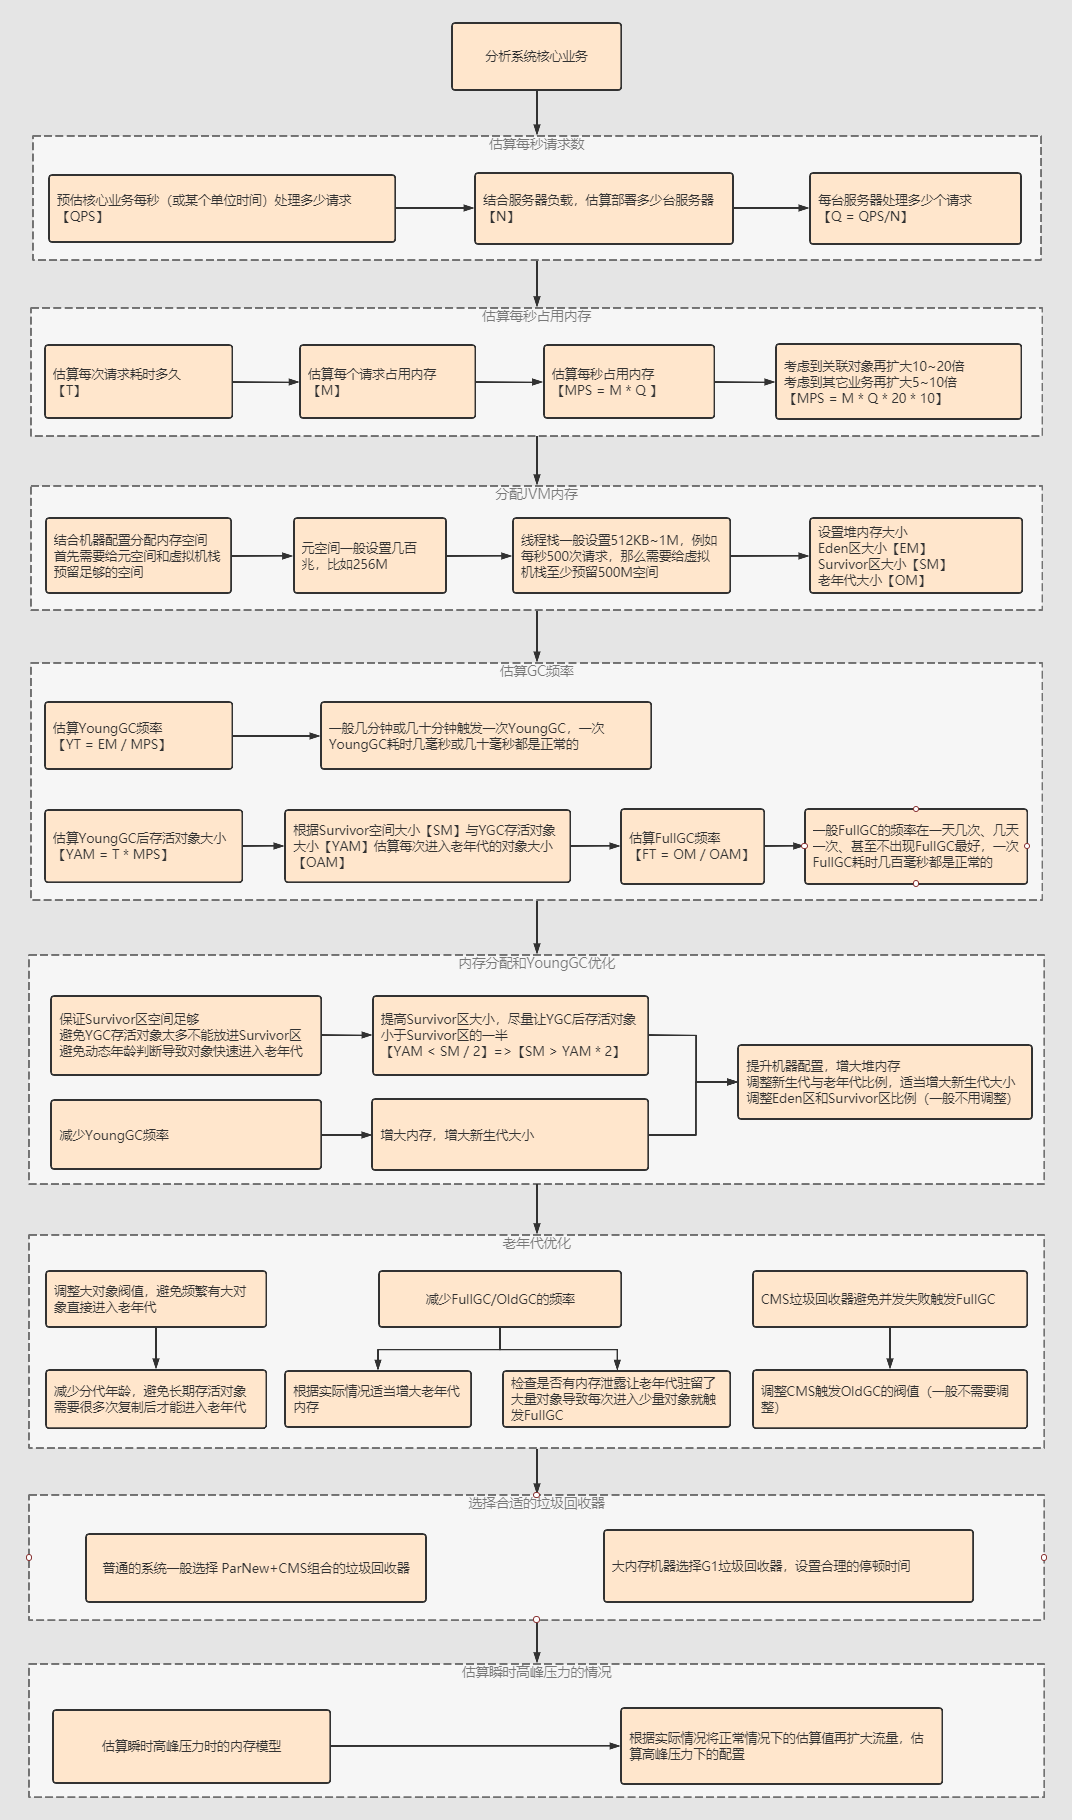 分析系统核心业务
估算每秒请求数
预估核心业务每秒（或某个单位时间）处理多少请求
【QPS】
结合服务器负载，估算部署多少台服务器
【N】
每台服务器处理多少个请求
【Q = QPS/N】
估算每秒占用内存
估算每次请求耗时多久
【T】
估算每个请求占用内存
【M】
估算每秒占用内存
【MPS = M * Q 】
考虑到关联对象再扩大10~20倍
考虑到其它业务再扩大5~10倍
【MPS = M * Q * 20 * 10】
分配JVM内存
结合机器配置分配内存空间
首先需要给元空间和虚拟机栈
预留足够的空间
元空间一般设置几百
兆，比如256M
线程栈一般设置512KB~1M，例如
每秒500次请求，那么需要给虚拟
机栈至少预留500M空间
设置堆内存大小
Eden区大小【EM】
Survivor区大小【SM】
老年代大小【OM】
估算GC频率
估算YoungGC频率
【YT = EM / MPS】
一般几分钟或几十分钟触发一次YoungGC，一次
YoungGC耗时几毫秒或几十毫秒都是正常的
估算YoungGC后存活对象大小
【YAM = T * MPS】
根据Survivor空间大小【SM】与YGC存活对象
大小【YAM】估算每次进入老年代的对象大小
【OAM】
估算FullGC频率
【FT = OM / OAM】
一般FullGC的频率在一天几次、几天
一次、甚至不出现FullGC最好，一次
FullGC耗时几百毫秒都是正常的
内存分配和YoungGC优化
保证Survivor区空间足够
避免YGC存活对象太多不能放进Survivor区
避免动态年龄判断导致对象快速进入老年代
提高Survivor区大小，尽量让YGC后存活对象
小于Survivor区的一半
【YAM < SM / 2】=>【SM > YAM * 2】
减少YoungGC频率
增大内存，增大新生代大小
提升机器配置，增大堆内存
调整新生代与老年代比例，适当增大新生代大小
调整Eden区和Survivor区比例（一般不用调整）
老年代优化
调整大对象阀值，避免频繁有大对
象直接进入老年代
减少FullGC/OldGC的频率
CMS垃圾回收器避免并发失败触发FullGC
减少分代年龄，避免长期存活对象
需要很多次复制后才能进入老年代
根据实际情况适当增大老年代
内存
检查是否有内存泄露让老年代驻留了
大量对象导致每次进入少量对象就触
发FullGC
调整CMS触发OldGC的阀值（一般不需要调
整）
选择合适的垃圾回收器
普通的系统一般选择 ParNew+CMS组合的垃圾回收器
大内存机器选择G1垃圾回收器，设置合理的停顿时间
估算瞬时高峰压力的情况
估算瞬时高峰压力时的内存模型
根据实际情况将正常情况下的估算值再扩大流量，估
算高峰压力下的配置